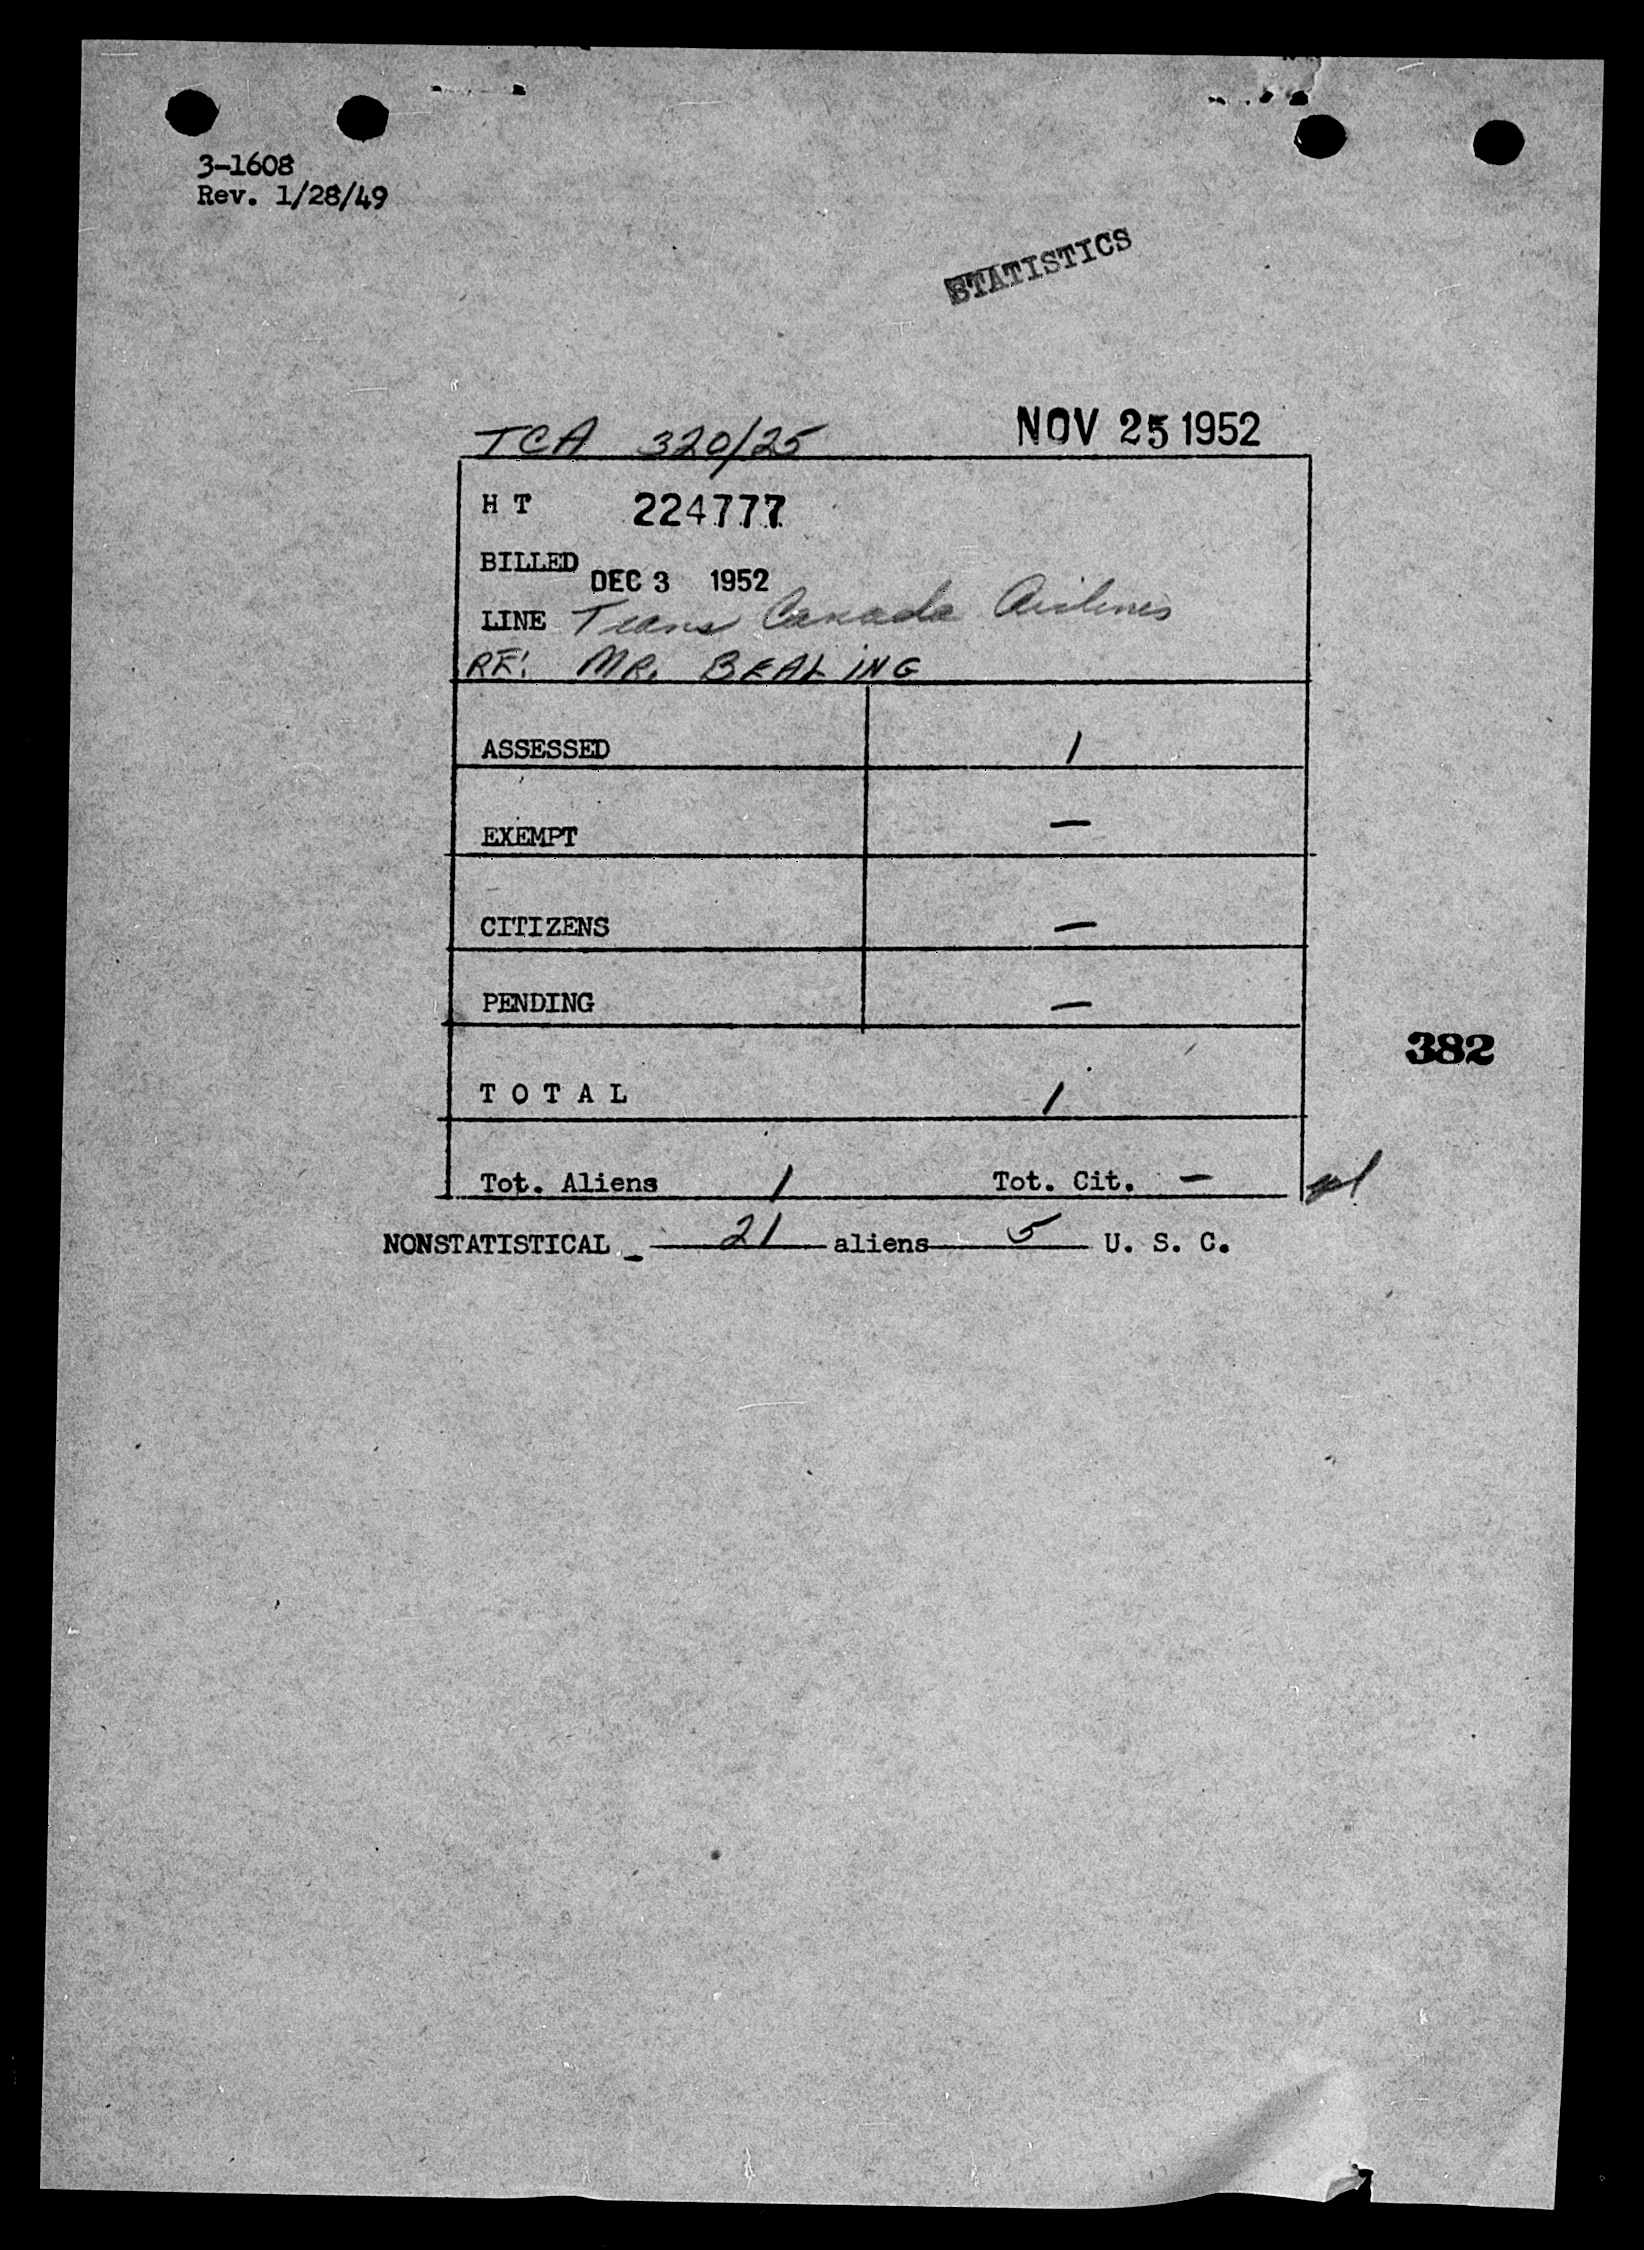 3-1608
Rev. 1/28/49
STATISTICS
TCA 320/25 NOV 25 1952
H T 224777
BILLED DEC 3 1952
LINE Trans Canada Airlines
RE: MR. BEALING
ASSESSED 1
EXEMPT —
CITIZENS —
PENDING —
382
T O T A L 1
Tot. Aliens 1 Tot. Cit. —
NONSTATISTICAL - 21 aliens 5 U. S. C.